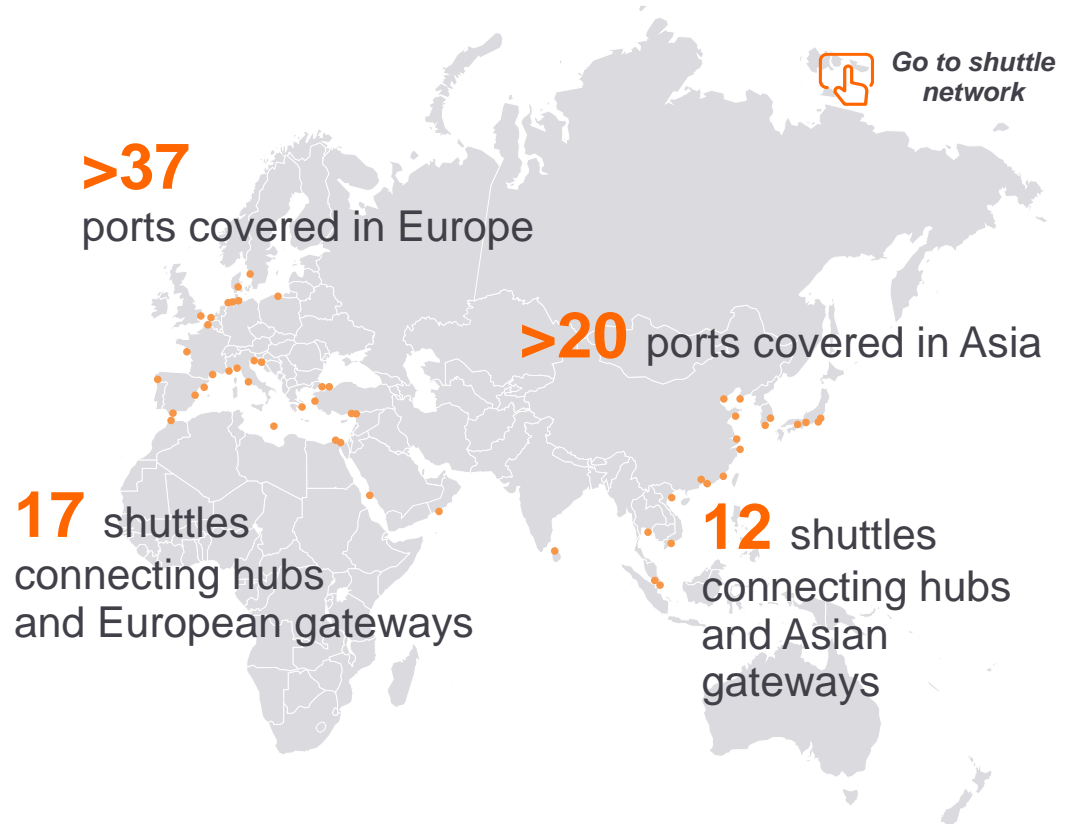 Go to shuttle
network
>37
ports covered in Europe
>20 ports covered in Asia
17 shuttles
connecting hubs
and European gateways
12 shuttles
connecting hubs
and Asian
gateways